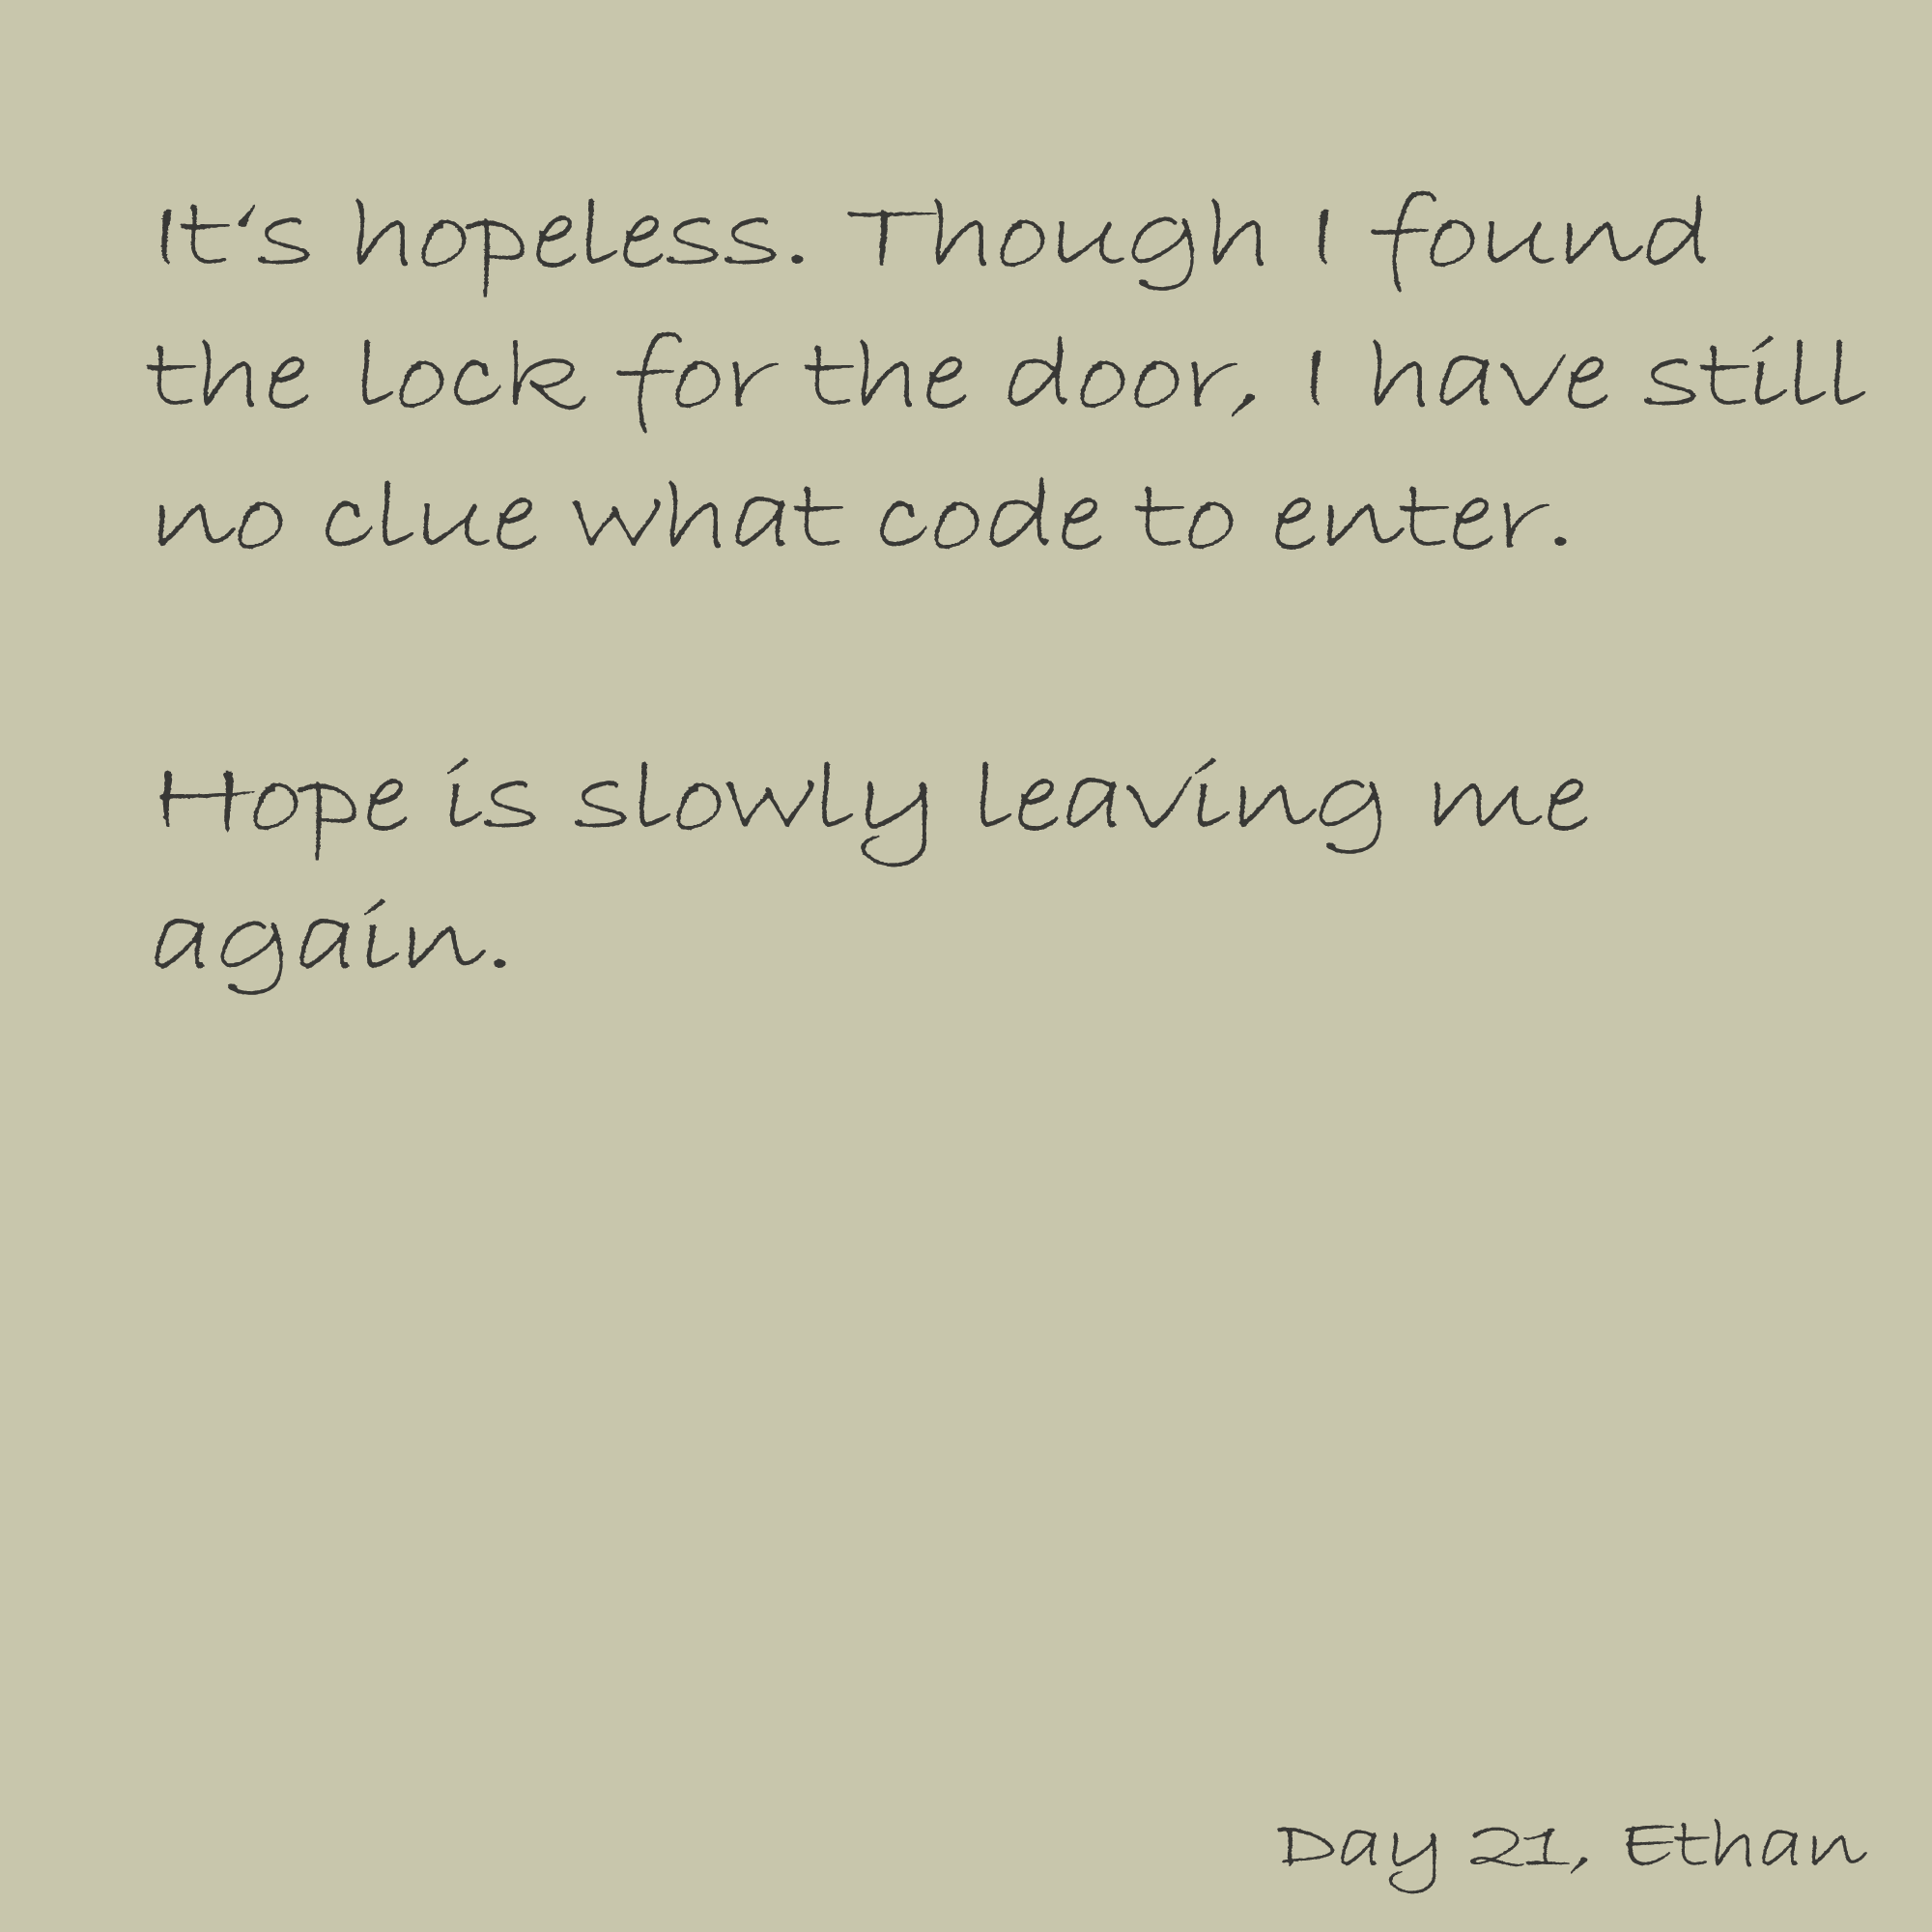 It's hopeless. Though I found
the lock for the door, I have still
no clue what code to enter.
Hope is slowly leaving me
again.
Day 21, Ethan